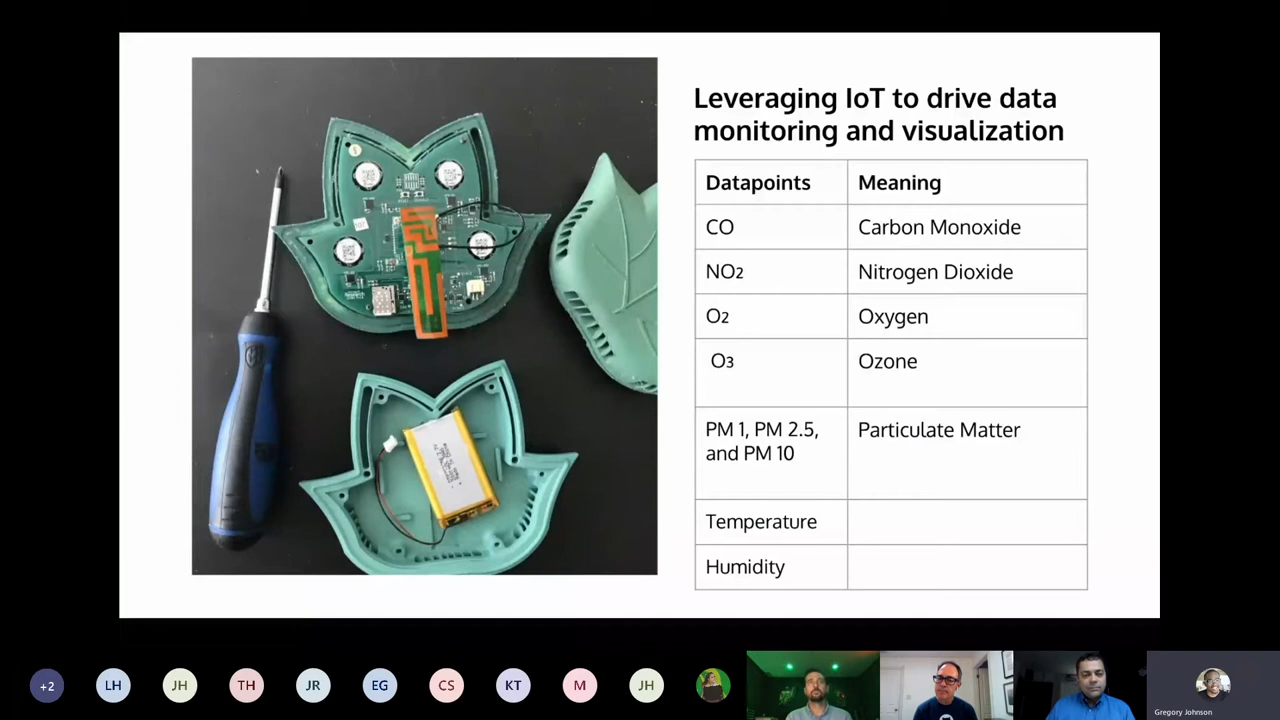 Leveraging IoT to drive data
monitoring and visualization
Datapoints Meaning
CO Carbon Monoxide
NO2 Nitrogen Dioxide
O2 Oxygen
O3 Ozone
PM 1, PM 2.5, Particulate Matter
and PM 10
Temperature
Humidity
+2 LH JH TH JR EG CS KT M JH
Gregory Johnson